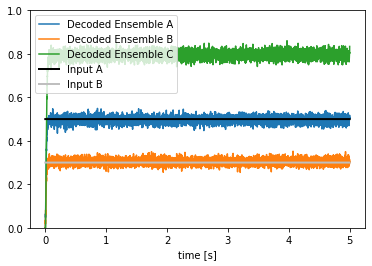 1.0
0.8
0.6
0.4
0.2
0.0
Decoded Ensemble A
Decoded Ensemble B
Decoded Ensemble C
Input A
Input B
0 1 2 3 4 5
time [s]